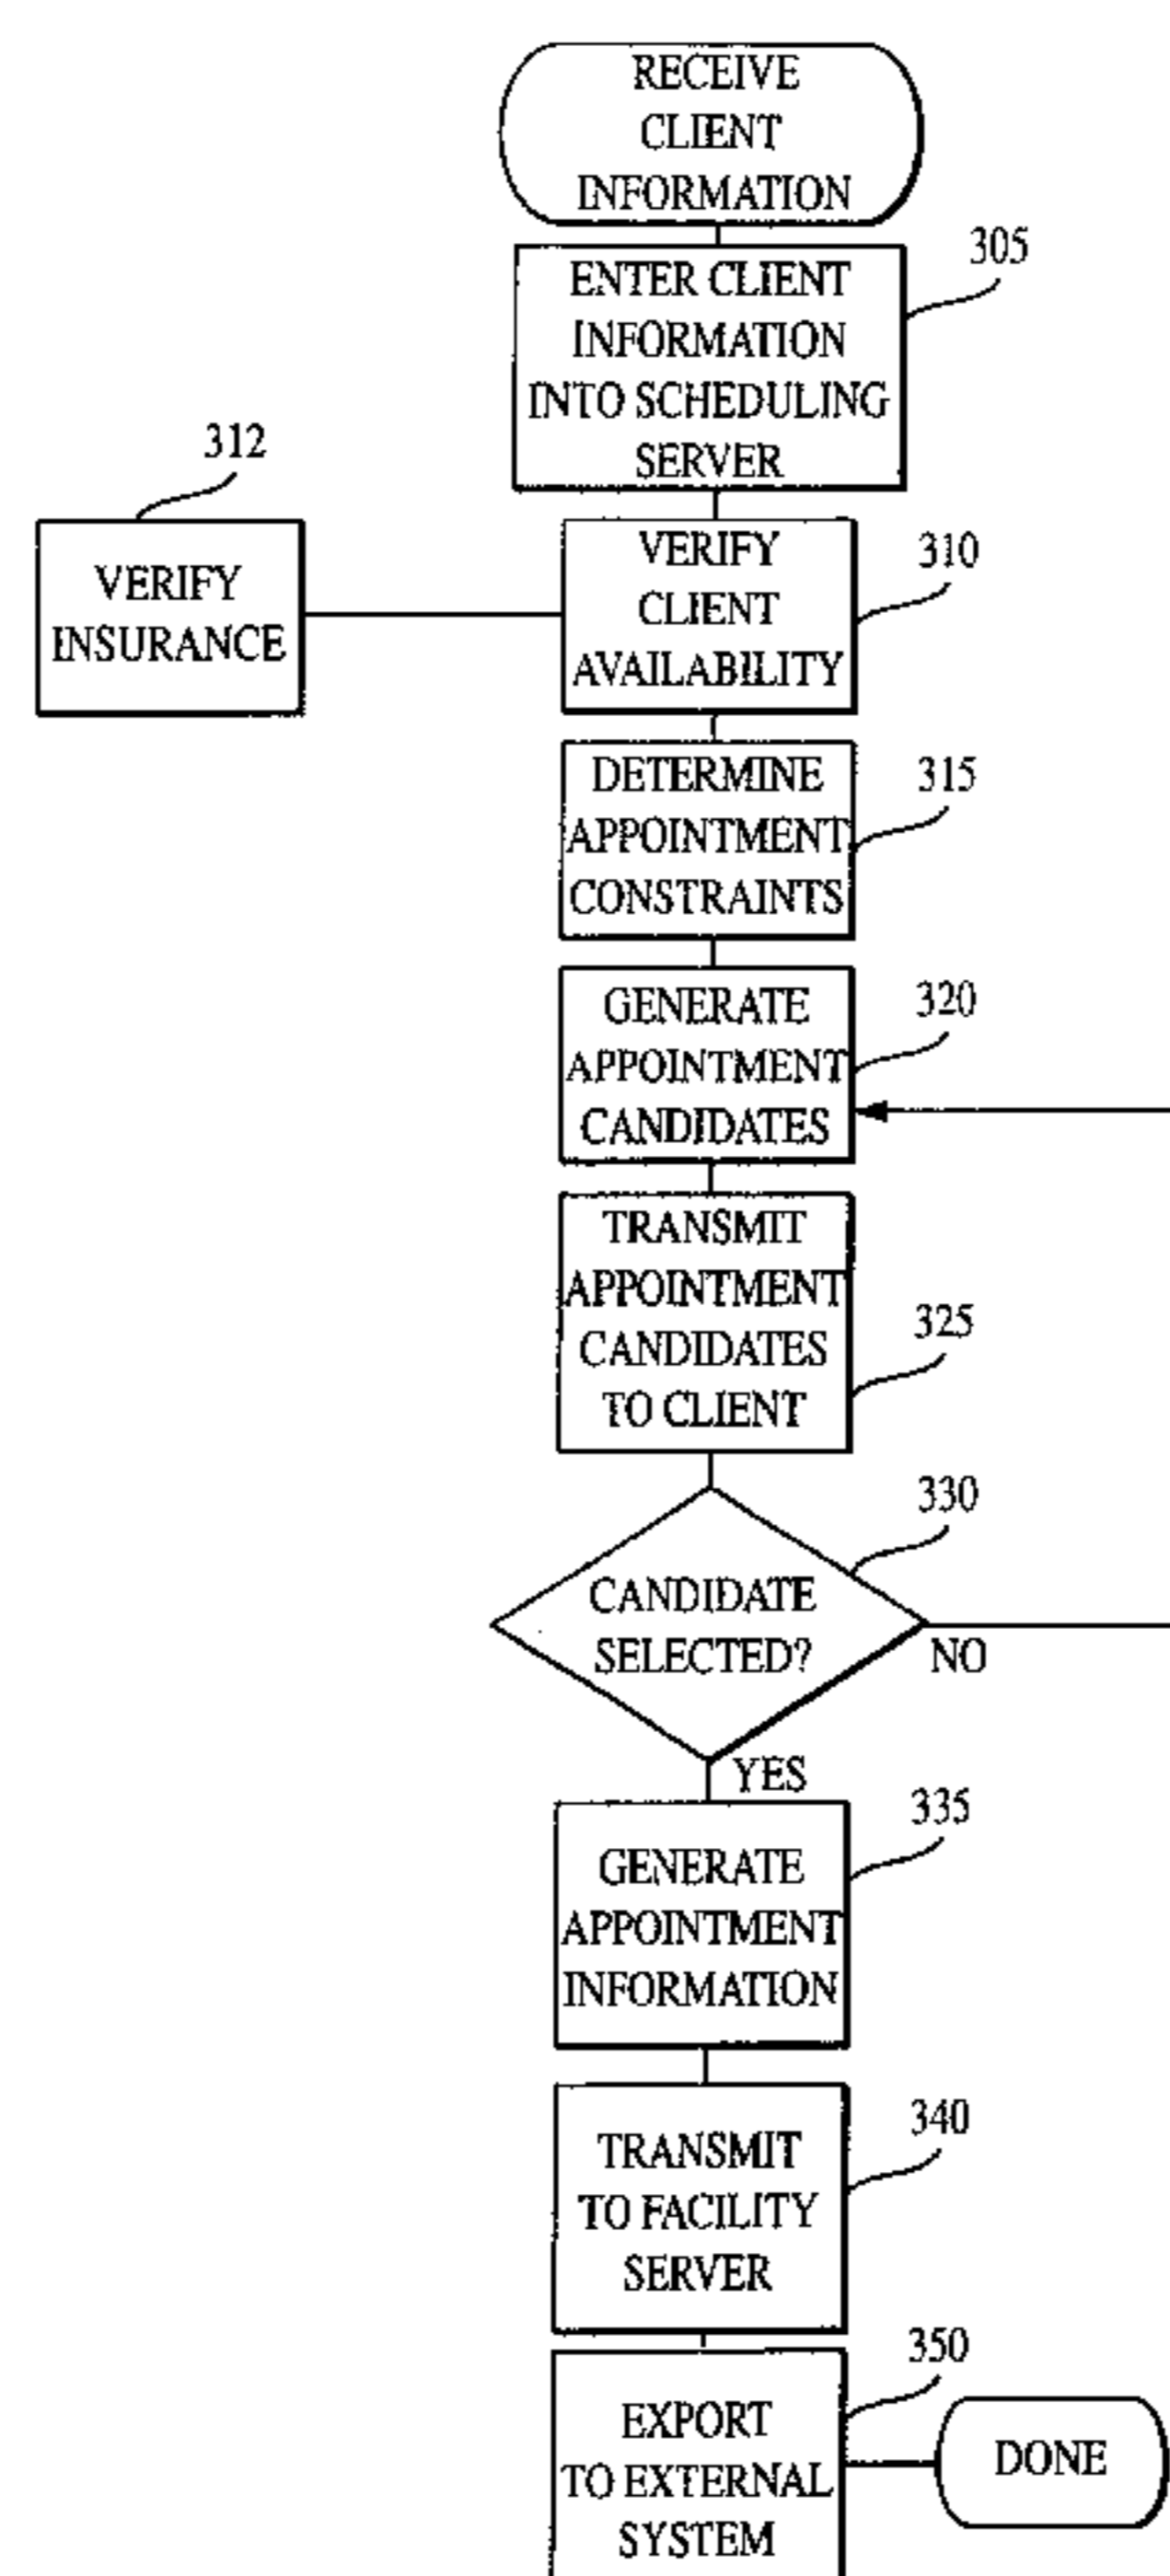 RECEIVE
CLIENT
INFORMATION
305
ENTER CLIENT
INFORMATION
INTO SCHEDULING
SERVER
312
VERIFY
INSURANCE
310
VERIFY
CLIENT
AVAILABILITY
315
DETERMINE
APPOINTMENT
CONSTRAINTS
320
GENERATE
APPOINTMENT
CANDIDATES
325
TRANSMIT
APPOINTMENT
CANDIDATES
TO CLIENT
330
CANDIDATE
SELECTED?
NO
YES
335
GENERATE
APPOINTMENT
INFORMATION
340
TRANSMIT
TO FACILITY
SERVER
350
EXPORT
TO EXTERNAL
SYSTEM
DONE